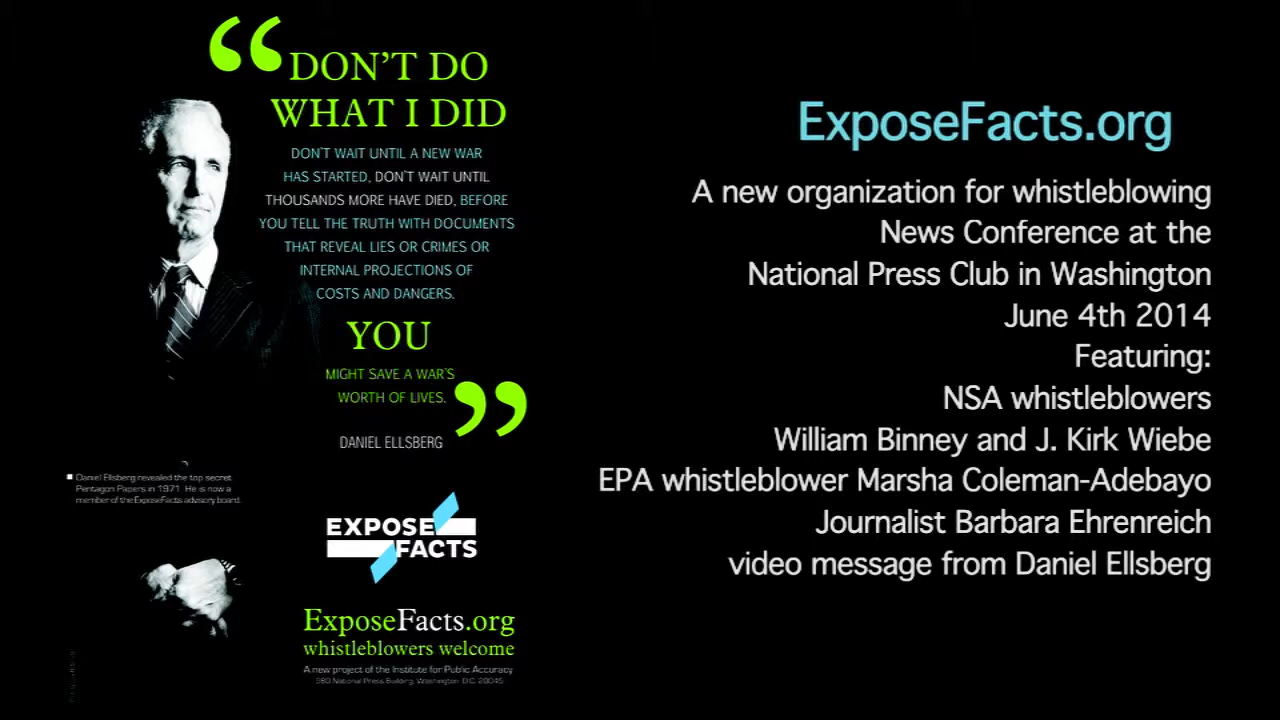 “DON’T DO
WHAT I DID
DON’T WAIT UNTIL A NEW WAR
HAS STARTED, DON’T WAIT UNTIL
THOUSANDS MORE HAVE DIED, BEFORE
YOU TELL THE TRUTH WITH DOCUMENTS
THAT REVEAL LIES OR CRIMES OR
INTERNAL PROJECTIONS OF
COSTS AND DANGERS.
YOU
MIGHT SAVE A WAR’S
WORTH OF LIVES.”
DANIEL ELLSBERG
Daniel Ellsberg revealed the top secret
Pentagon Papers in 1971. He is now a
member of the ExposeFacts advisory board.
EXPOSE
FACTS
ExposeFacts.org
whistleblowers welcome
A new project of the Institute for Public Accuracy
980 National Press Building, Washington, D.C. 20045
ExposeFacts.org
A new organization for whistleblowing
News Conference at the
National Press Club in Washington
June 4th 2014
Featuring:
NSA whistleblowers
William Binney and J. Kirk Wiebe
EPA whistleblower Marsha Coleman-Adebayo
Journalist Barbara Ehrenreich
video message from Daniel Ellsberg